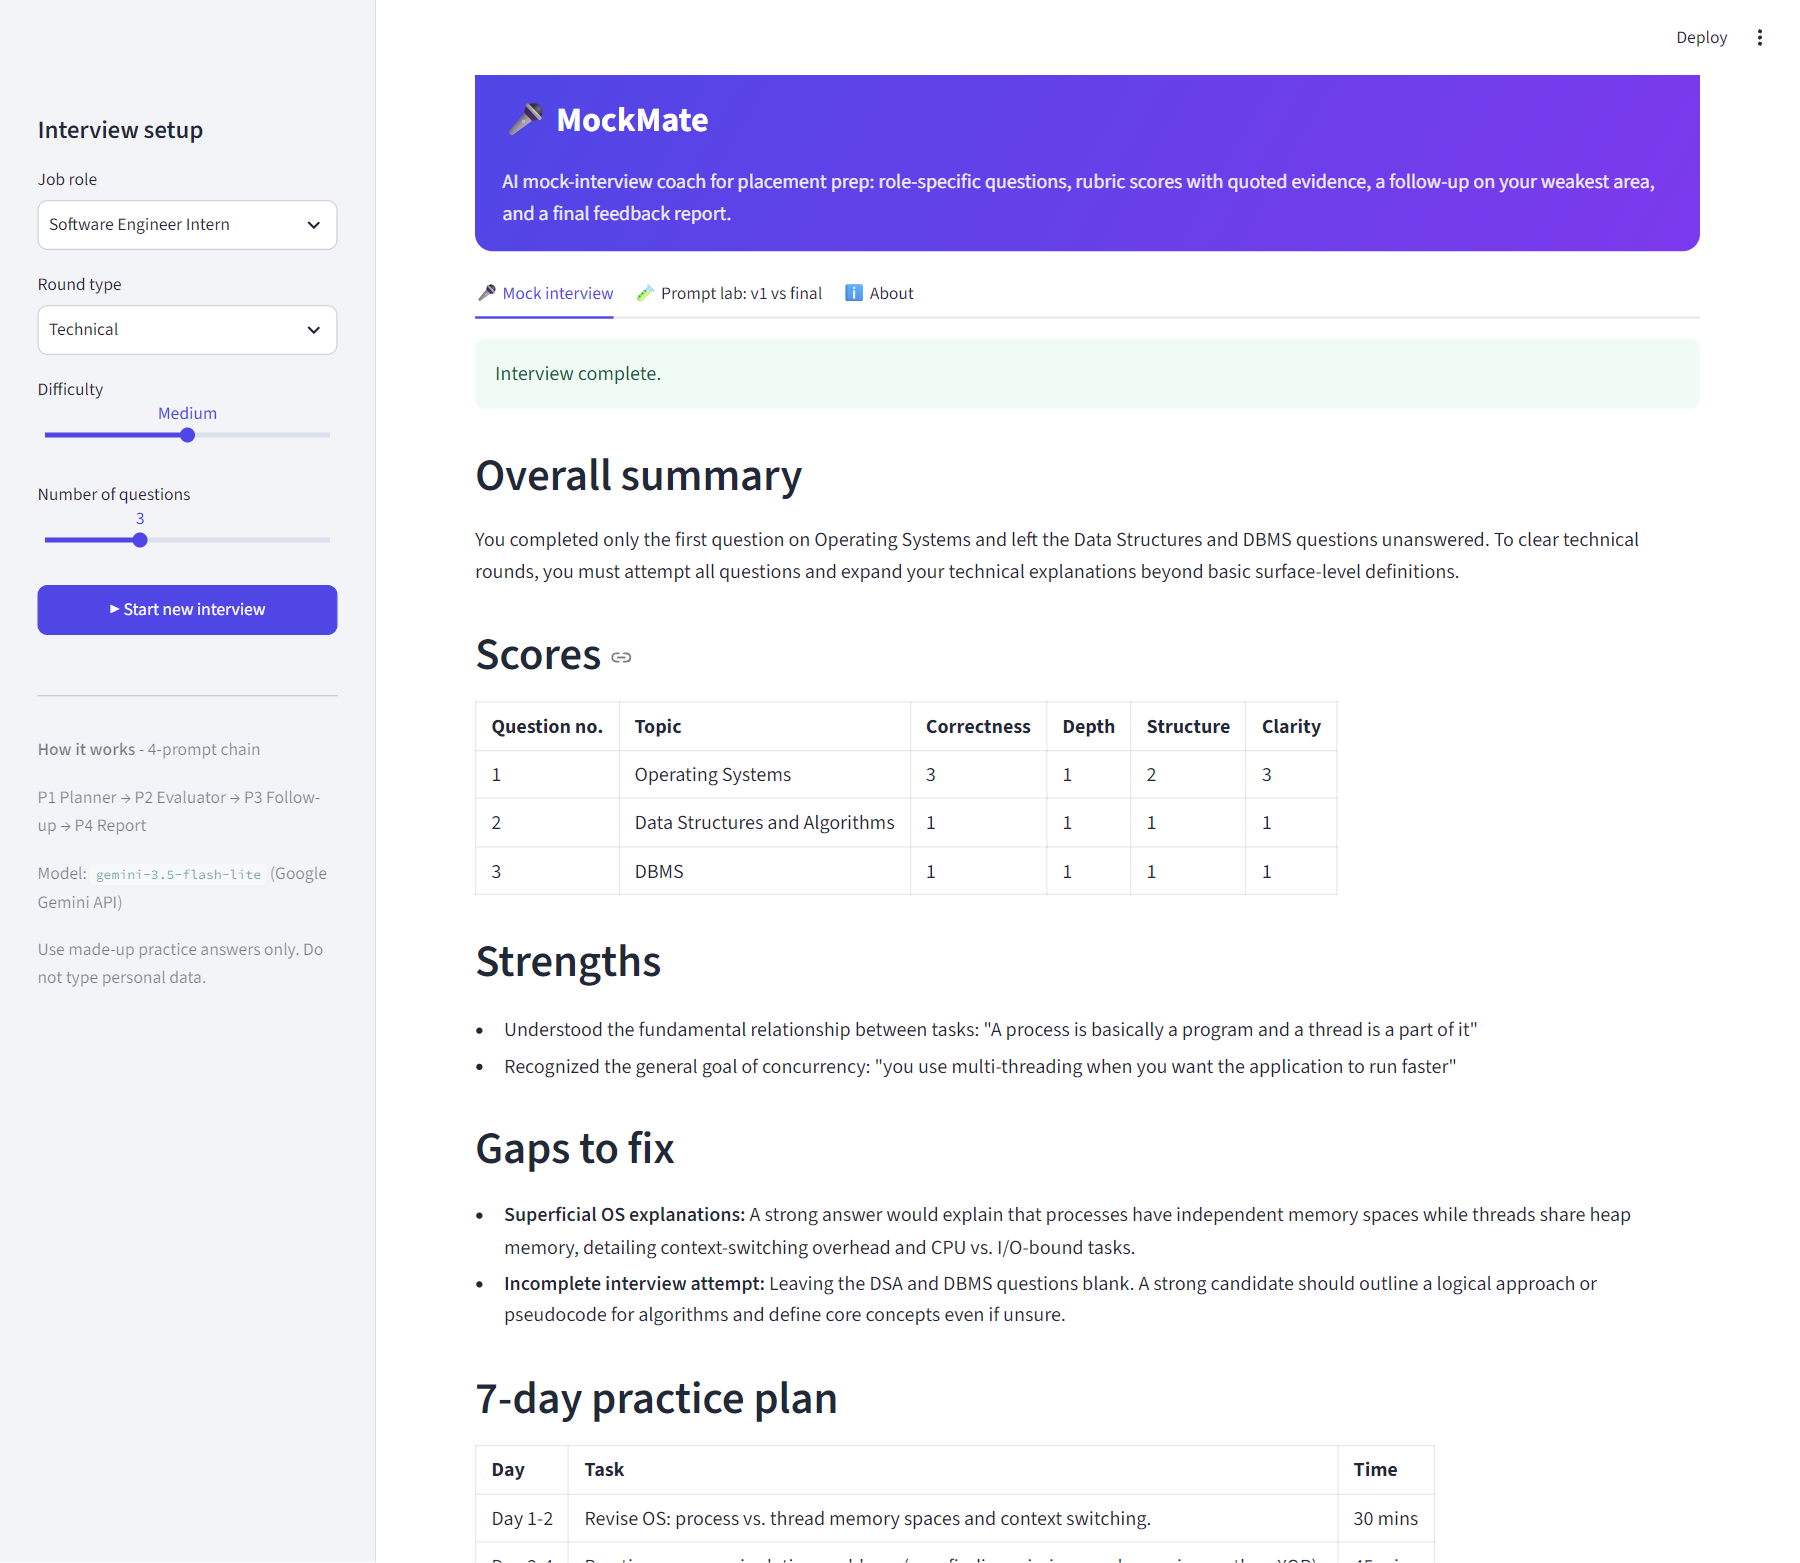 Deploy
Interview setup
Job role
Software Engineer Intern
Round type
Technical
Difficulty
Medium
Number of questions
3
▶ Start new interview
How it works - 4-prompt chain
P1 Planner → P2 Evaluator → P3 Follow-
up → P4 Report
Model: gemini-3.5-flash-lite (Google
Gemini API)
Use made-up practice answers only. Do
not type personal data.
MockMate
AI mock-interview coach for placement prep: role-specific questions, rubric scores with quoted evidence, a follow-up on your weakest area,
and a final feedback report.
Mock interview Prompt lab: v1 vs final About
Interview complete.
Overall summary
You completed only the first question on Operating Systems and left the Data Structures and DBMS questions unanswered. To clear technical
rounds, you must attempt all questions and expand your technical explanations beyond basic surface-level definitions.
Scores
Question no. Topic Correctness Depth Structure Clarity
1 Operating Systems 3 1 2 3
2 Data Structures and Algorithms 1 1 1 1
3 DBMS 1 1 1 1
Strengths
• Understood the fundamental relationship between tasks: "A process is basically a program and a thread is a part of it"
• Recognized the general goal of concurrency: "you use multi-threading when you want the application to run faster"
Gaps to fix
• Superficial OS explanations: A strong answer would explain that processes have independent memory spaces while threads share heap
memory, detailing context-switching overhead and CPU vs. I/O-bound tasks.
• Incomplete interview attempt: Leaving the DSA and DBMS questions blank. A strong candidate should outline a logical approach or
pseudocode for algorithms and define core concepts even if unsure.
7-day practice plan
Day Task Time
Day 1-2 Revise OS: process vs. thread memory spaces and context switching. 30 mins